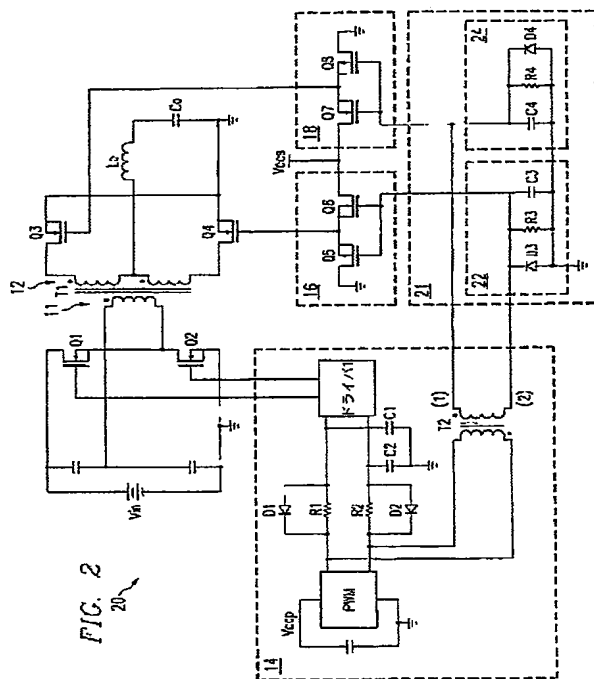 FIG. 2
20
Vin
Q1
Q2
11
T1
12
Q3
Q4
Lo
Co
Vccs
16
Q5
Q6
18
Q7
Q8
14
Vccp
PWM
D1
R1
R2
D2
C2
C1
ドライバ1
T2
(1)
(2)
21
22
D3
R3
C3
24
C4
R4
D4